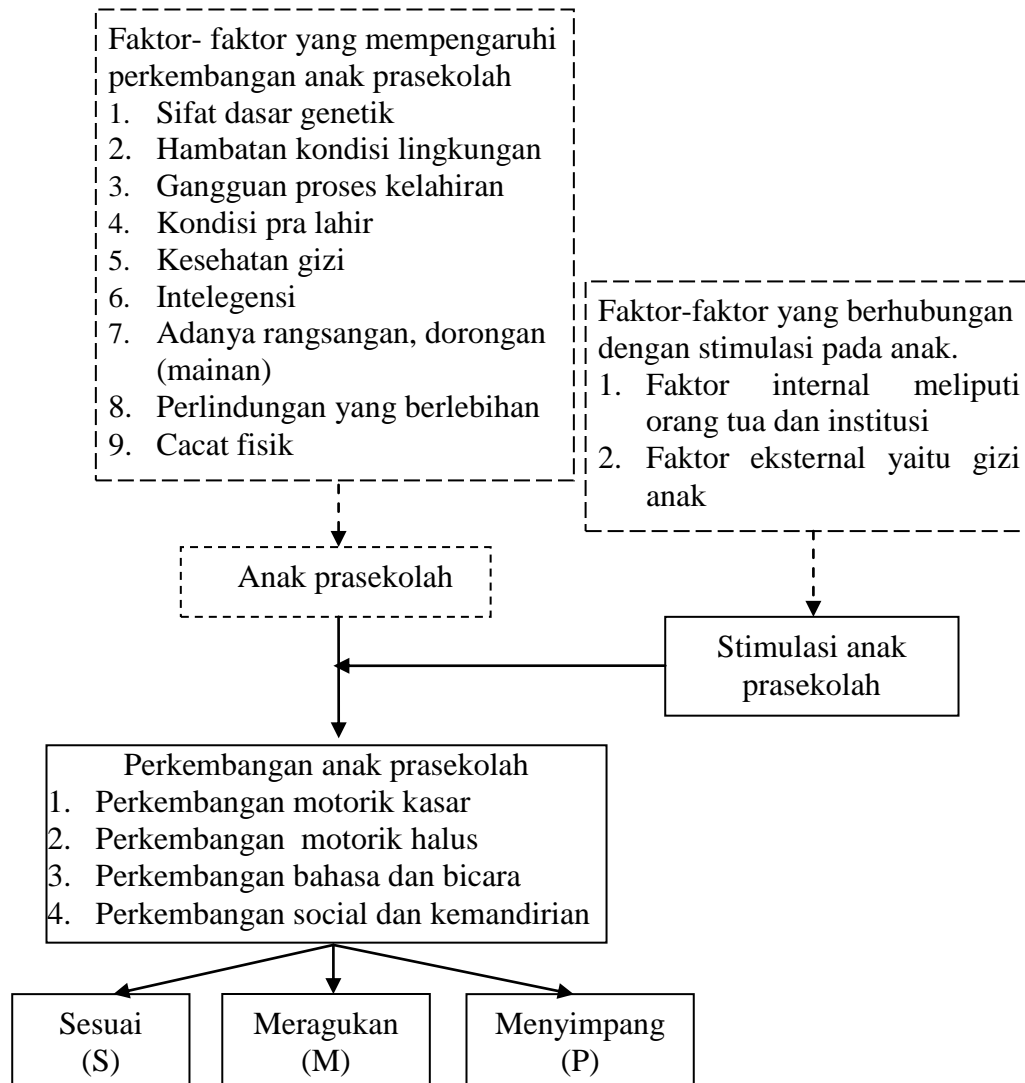 Faktor- faktor yang mempengaruhi
perkembangan anak prasekolah
1. Sifat dasar genetik
2. Hambatan kondisi lingkungan
3. Gangguan proses kelahiran
4. Kondisi pra lahir
5. Kesehatan gizi
6. Intelegensi
7. Adanya rangsangan, dorongan
(mainan)
8. Perlindungan yang berlebihan
9. Cacat fisik
Faktor-faktor yang berhubungan
dengan stimulasi pada anak.
1. Faktor internal meliputi
orang tua dan institusi
2. Faktor eksternal yaitu gizi
anak
Anak prasekolah
Stimulasi anak
prasekolah
Perkembangan anak prasekolah
1. Perkembangan motorik kasar
2. Perkembangan motorik halus
3. Perkembangan bahasa dan bicara
4. Perkembangan social dan kemandirian
Sesuai
(S)
Meragukan
(M)
Menyimpang
(P)